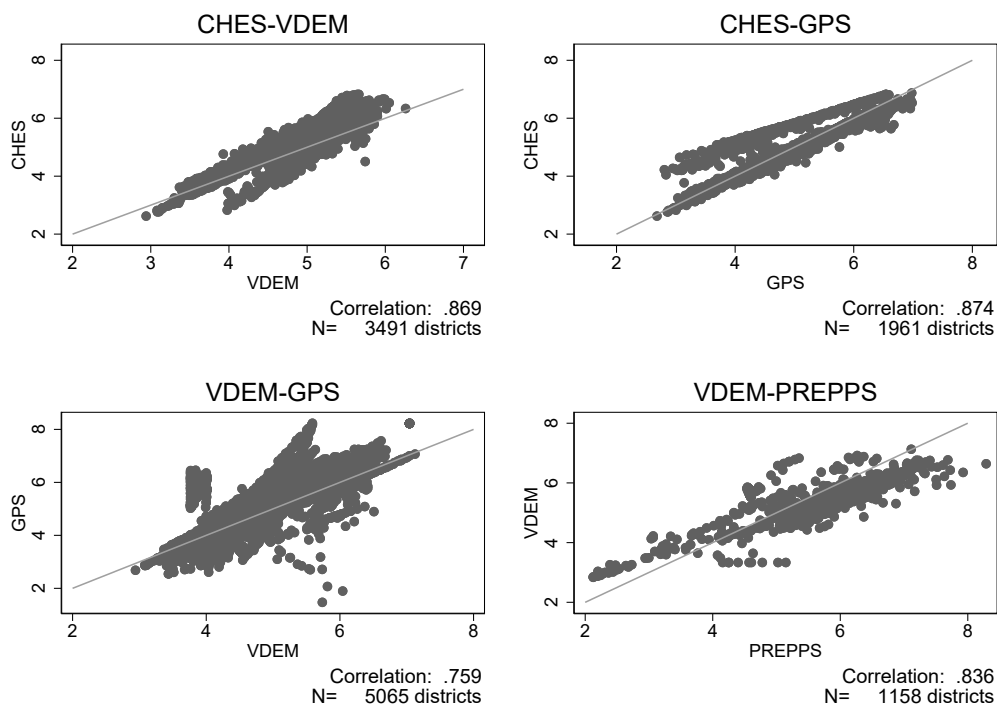 CHES-VDEM
CHES
8
6
4
2
2 3 4 5 6 7
VDEM
Correlation: .869
N= 3491 districts
CHES-GPS
CHES
8
6
4
2
2 4 6 8
GPS
Correlation: .874
N= 1961 districts
VDEM-GPS
GPS
8
6
4
2
2 4 6 8
VDEM
Correlation: .759
N= 5065 districts
VDEM-PREPPS
VDEM
8
6
4
2
2 4 6 8
PREPPS
Correlation: .836
N= 1158 districts